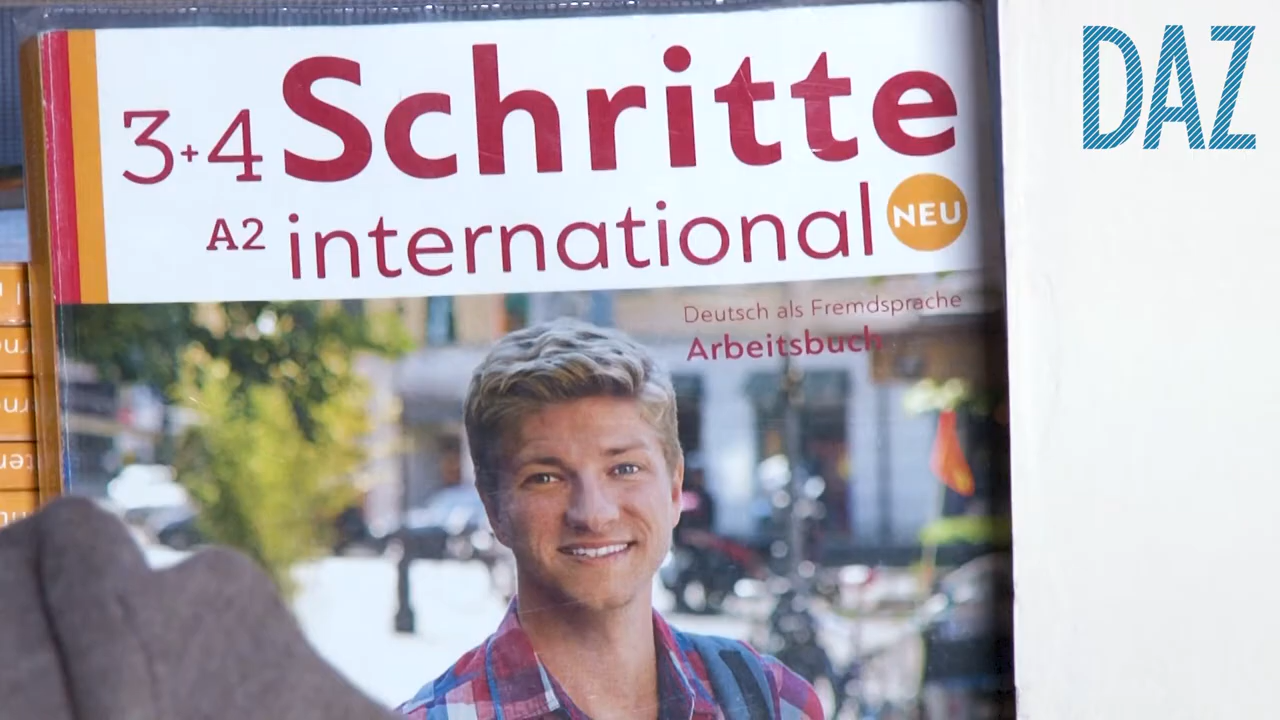 3+4 Schritte
A2 international NEU
Deutsch als Fremdsprache
Arbeitsbuch
DAZ